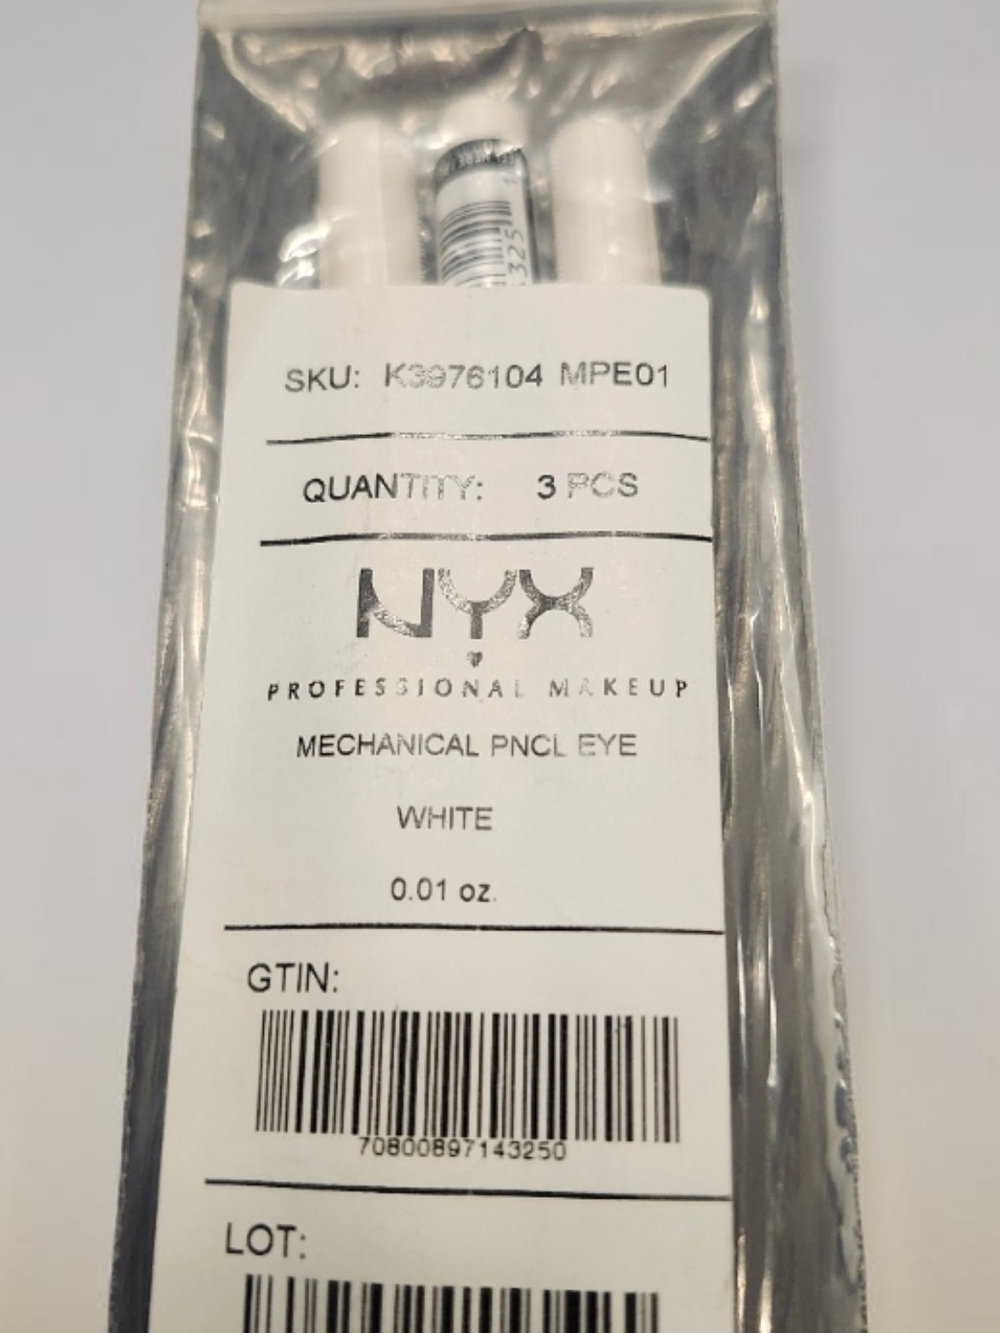 325
SKU: K3976104 MPE01
QUANTITY: 3 PCS
NYX
PROFESSIONAL MAKEUP
MECHANICAL PNCL EYE
WHITE
0.01 oz.
GTIN:
70800897143250
LOT: